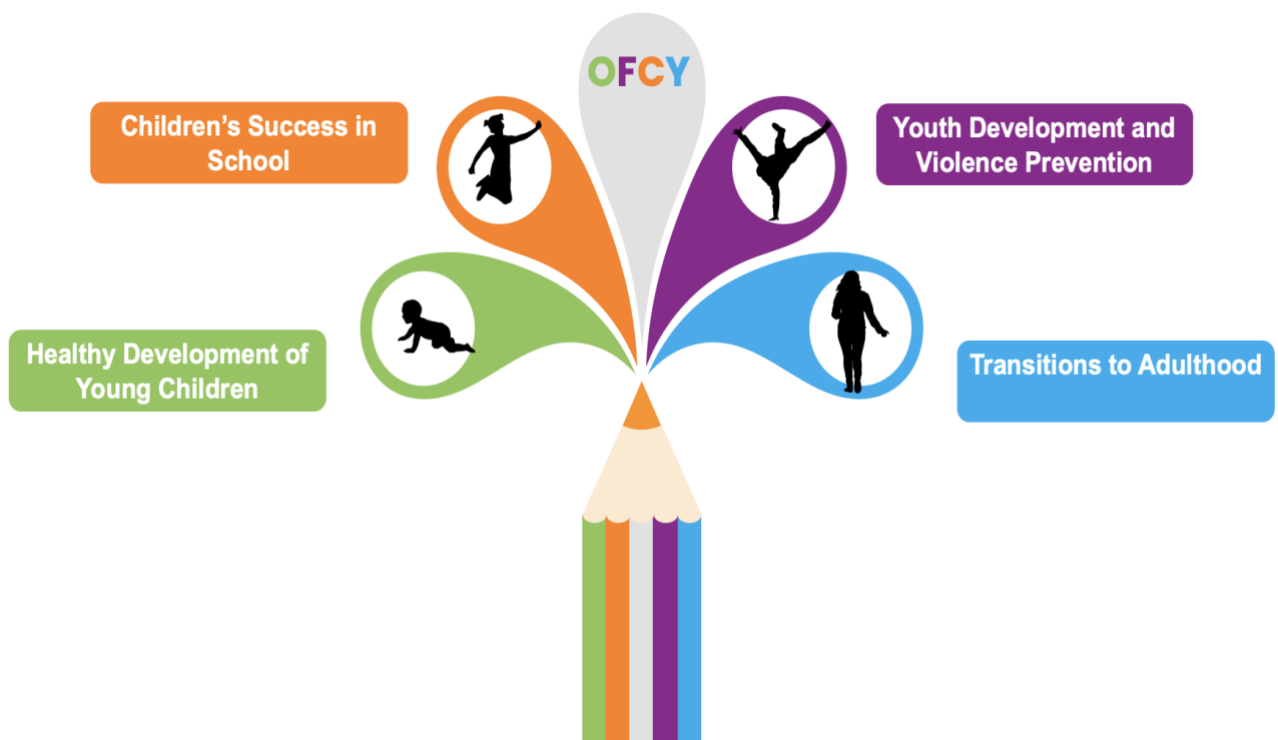 OFCY
Children's Success in
School
Youth Development and
Violence Prevention
Healthy Development of
Young Children
Transitions to Adulthood